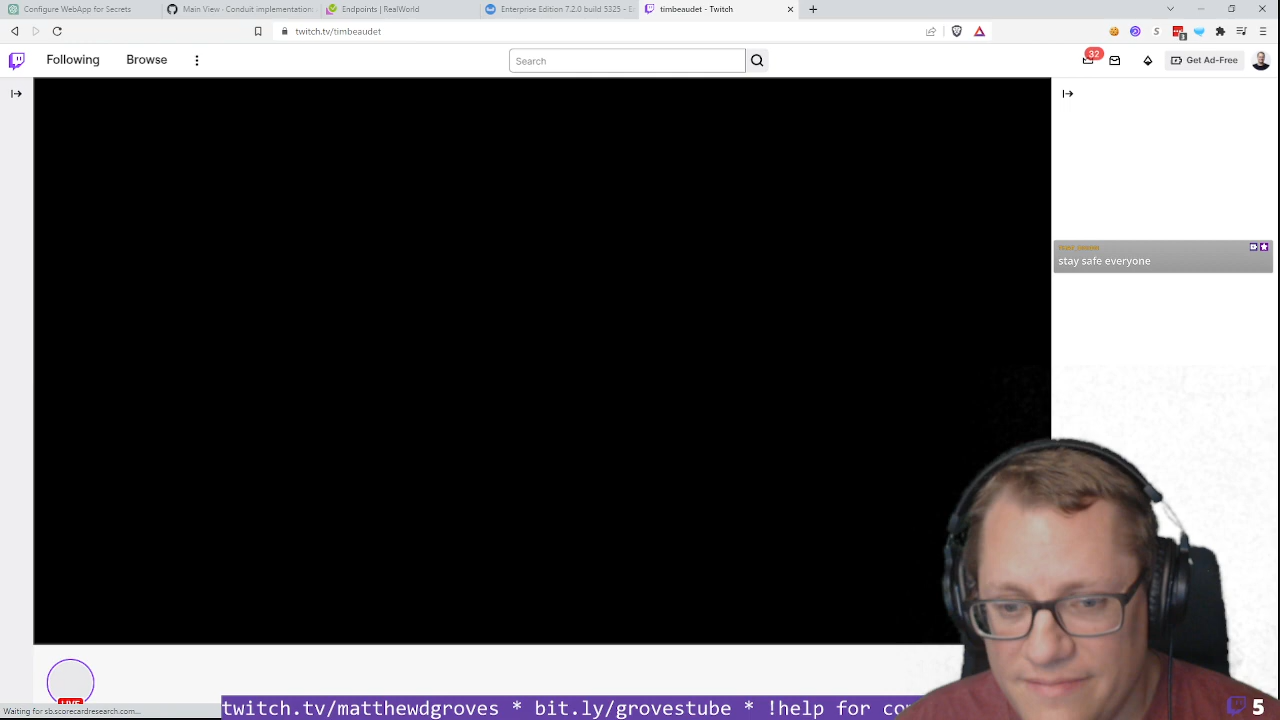 Configure WebApp for Secrets
Main View · Conduit implementation:
Endpoints | RealWorld
Enterprise Edition 7.2.0 build 5325 - E
timbeaudet - Twitch
twitch.tv/timbeaudet
3
Following
Browse
Search
32
Get Ad-Free
stay safe everyone
LIVE
Waiting for sb.scorecardresearch.com...
twitch.tv/matthewdgroves * bit.ly/grovestube * !help for co
5